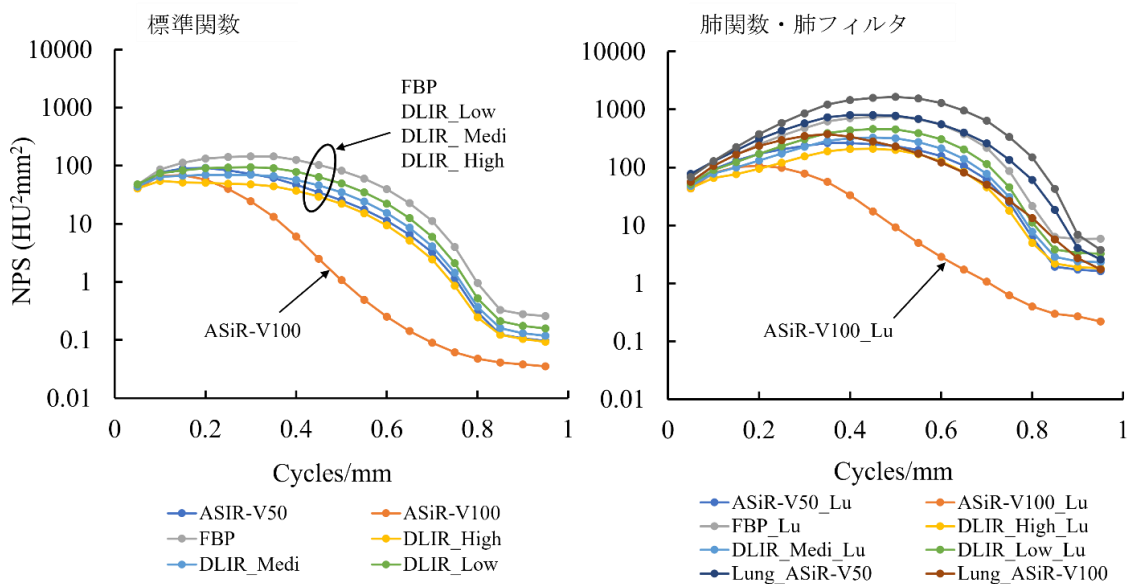 標準関数
10000
1000
100
10
1
0.1
0.01
NPS (HU²mm²)
FBP
DLIR_Low
DLIR_Medi
DLIR_High
ASiR-V100
0 0.2 0.4 0.6 0.8 1
Cycles/mm
ASIR-V50 ASiR-V100
FBP DLIR_High
DLIR_Medi DLIR_Low
肺関数・肺フィルタ
10000
1000
100
10
1
0.1
0.01
ASiR-V100_Lu
0 0.2 0.4 0.6 0.8 1
Cycles/mm
ASiR-V50_Lu ASiR-V100_Lu
FBP_Lu DLIR_High_Lu
DLIR_Medi_Lu DLIR_Low_Lu
Lung_ASiR-V50 Lung_ASiR-V100